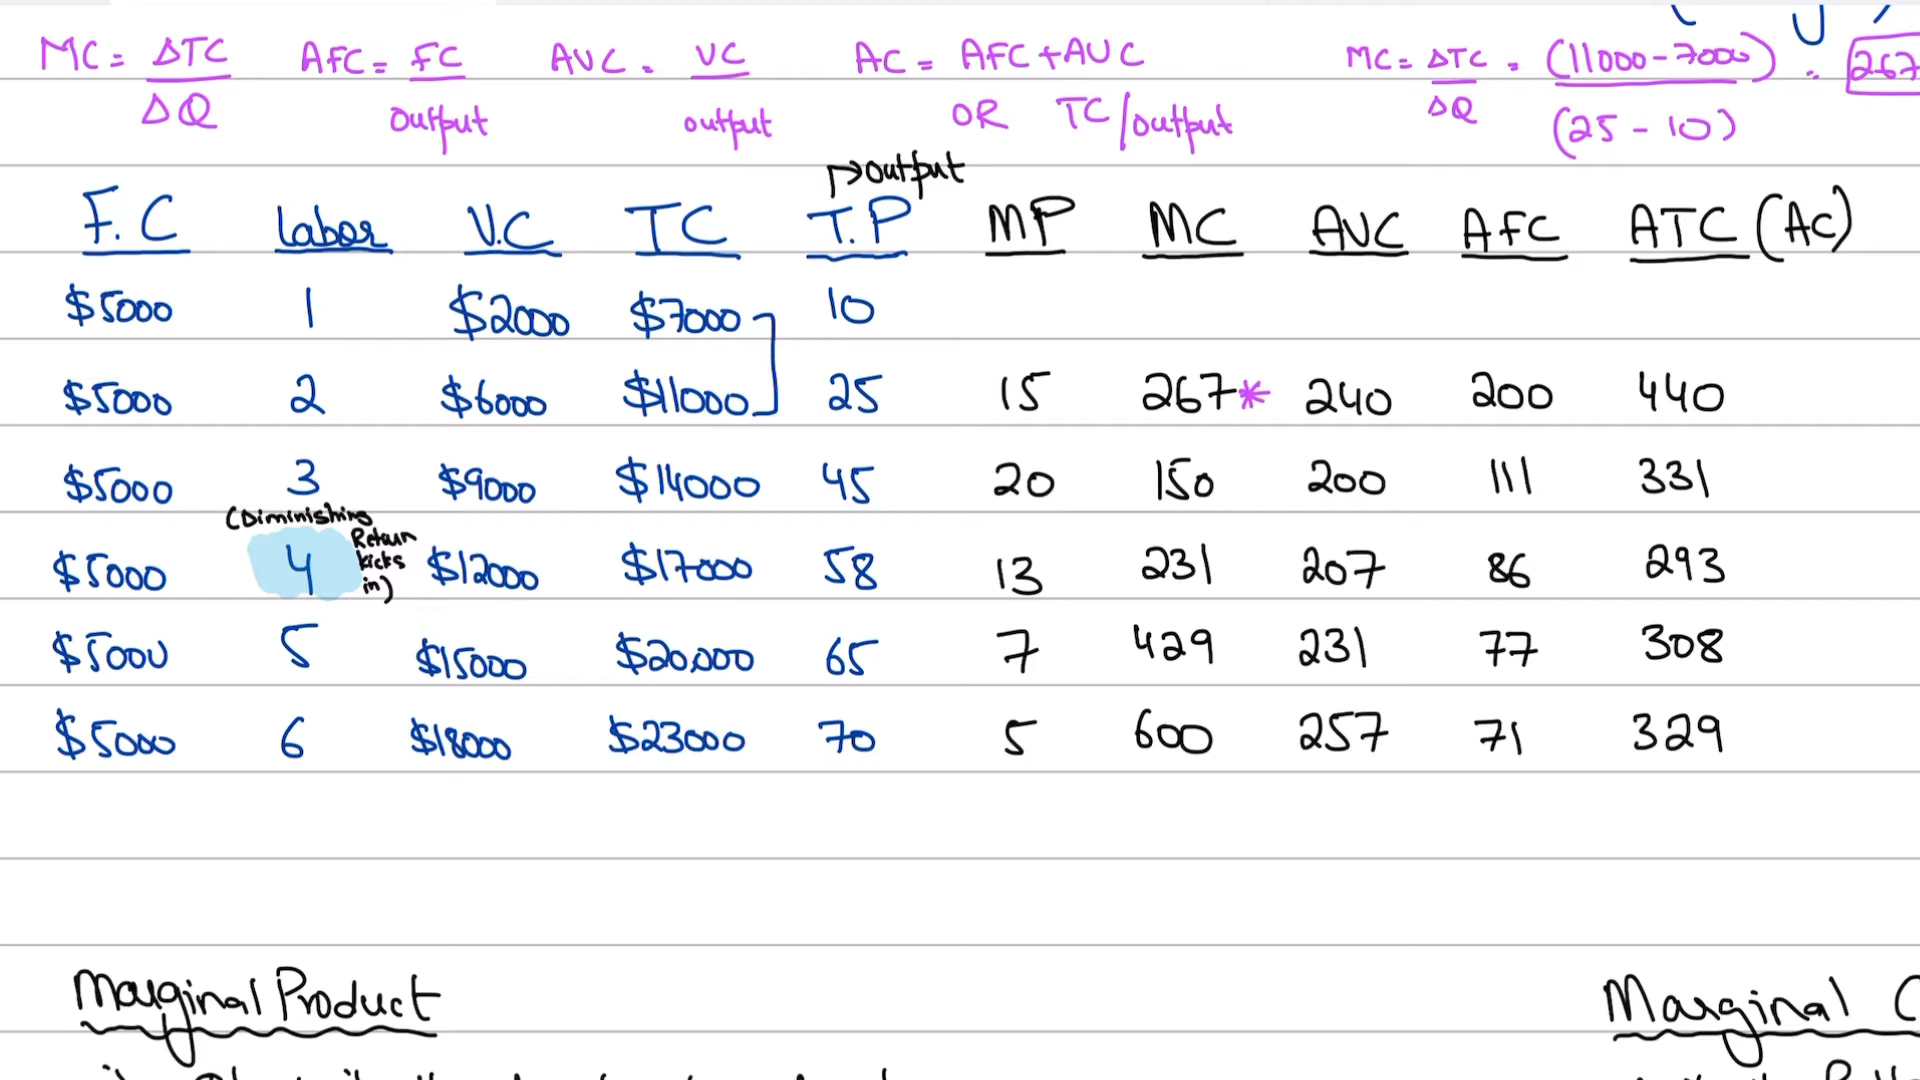 MC = ΔTC / ΔQ AFC = FC / output AVC = VC / output AC = AFC + AVC OR TC/output MC = ΔTC / ΔQ = (11000 - 7000) / (25 - 10) = 267
→ output
F.C Labor V.C TC T.P MP MC AVC AFC ATC (AC)
$5000 1 $2000 $7000 10
$5000 2 $6000 $11000 25 15 267* 240 200 440
$5000 3 $9000 $14000 45 20 150 200 111 331
(Diminishing Return kicks in)
$5000 4 $12000 $17000 58 13 231 207 86 293
$5000 5 $15000 $20,000 65 7 429 231 77 308
$5000 6 $18000 $23000 70 5 600 257 71 329
Marginal Product Marginal C